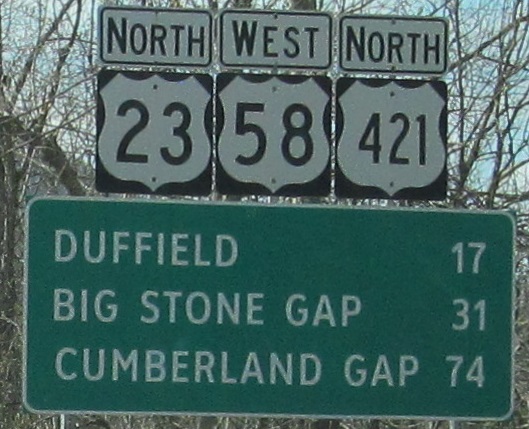 NORTH WEST NORTH
23 58 421
DUFFIELD 17
BIG STONE GAP 31
CUMBERLAND GAP 74